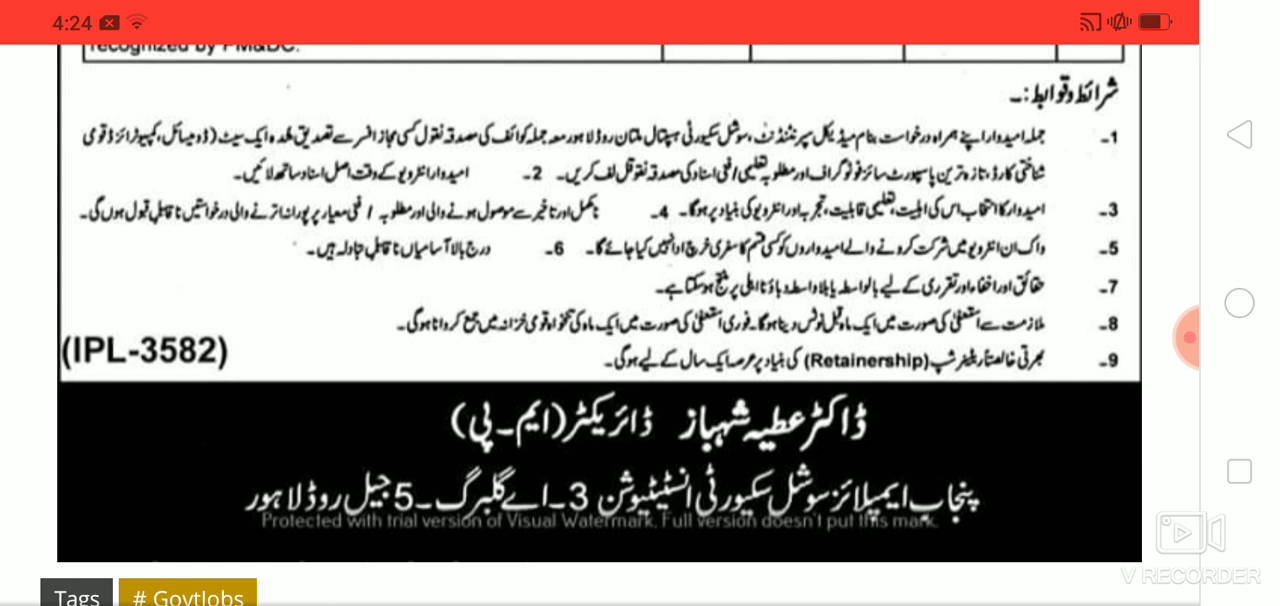 4:24
recognized by PM&DC.
شرائط و ضوابط:۔
1۔ جملہ امیدوار اپنے ہمراہ درخواست بنام میڈیکل سپرنٹنڈنٹ، سوشل سکیورٹی ہسپتال ملتان روڈ لاہور معہ جملہ کوائف کی مصدقہ نقول کسی مجاز افسر سے تصدیق شدہ ایک سیٹ (ڈومیسائل، کمپیوٹرائزڈ قومی
شناختی کارڈ، تازہ ترین پاسپورٹ سائز فوٹوگراف اور مطلوبہ تعلیمی/فنی اسناد کی مصدقہ نقول لف کریں۔ 2۔ امیدوار انٹرویو کے وقت اصل اسناد ساتھ لائیں۔
3۔ امیدوار کا انتخاب اس کی اہلیت، تعلیمی قابلیت، تجربہ اور انٹرویو کی بنیاد پر ہوگا۔ 4۔ نامکمل اور تاخیر سے موصول ہونے والی اور مطلوبہ / فنی معیار پر پورا نہ اترنے والی درخواستیں ناقابل قبول ہوں گی۔
5۔ واک ان انٹرویو میں شرکت کرنے والے امیدواروں کو کسی قسم کا سفری خرچ ادا نہیں کیا جائے گا۔ 6۔ درج بالا آسامیاں ناقابل تبادلہ ہیں۔
7۔ حقائق اور اخفاء اور تقرری کے لیے بالواسطہ یا بلاواسطہ دباؤ نااہلی پر منتج ہو سکتا ہے۔
8۔ ملازمت سے استعفیٰ کی صورت میں ایک ماہ قبل نوٹس دینا ہوگا۔ فوری استعفیٰ کی صورت میں ایک ماہ کی تنخواہ قومی خزانہ میں جمع کروانا ہوگی۔
9۔ بھرتی خالصتاً ریٹینر شپ (Retainership) کی بنیاد پر عرصہ ایک سال کے لیے ہوگی۔
(IPL-3582)
ڈاکٹر عطیہ شہباز ڈائریکٹر (ایم۔پی)
پنجاب ایمپلائز سوشل سکیورٹی انسٹیٹیوشن 3۔اے گلبرگ۔5 جیل روڈ لاہور
Protected with trial version of Visual Watermark. Full version doesn't put this mark.
V RECORDER
Tags # GovtJobs